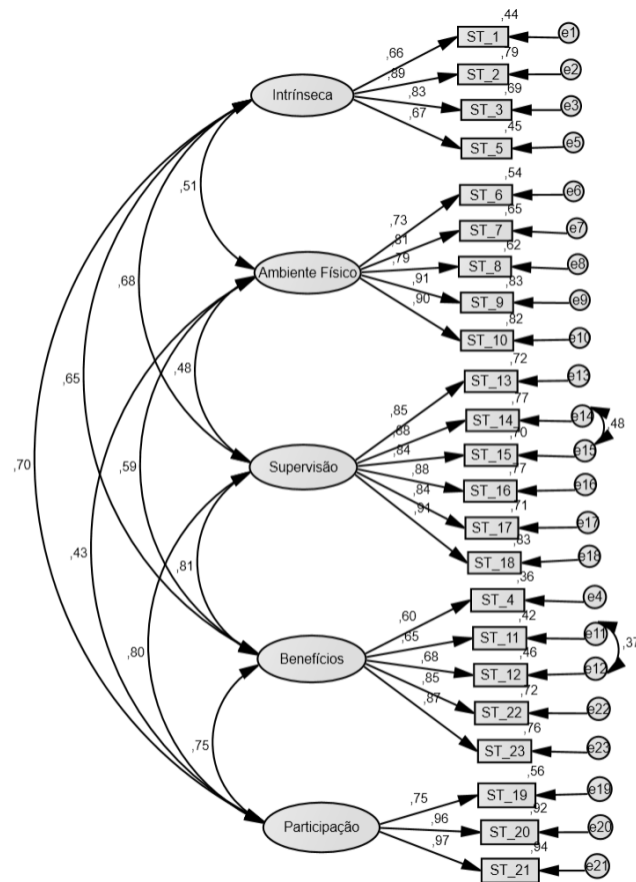 ,44
ST_1 e1
,66 ,79
ST_2 e2
,89 ,69
Intrínseca ,83 ST_3 e3
,67 ,45
ST_5 e5
,51 ,54
ST_6 e6
,73 ,65
ST_7 e7
,81 ,62
Ambiente Físico ,79 ST_8 e8
,91 ,83
ST_9 e9
,90 ,82
ST_10 e10
,68 ,72
ST_13 e13
,48 ,85 ,77
ST_14 e14
,88 ,70 ,48
,65 ST_15 e15
Supervisão ,84 ,77
,88 ST_16 e16
,70 ,59 ,84 ,71
ST_17 e17
,91 ,83
ST_18 e18
,43 ,81 ,36
ST_4 e4
,60 ,42
ST_11 e11
,65 ,46 ,37
Benefícios ,68 ST_12 e12
,80 ,85 ,72
ST_22 e22
,87 ,76
ST_23 e23
,75 ,56
ST_19 e19
,75 ,92
Participação ,96 ST_20 e20
,97 ,94
ST_21 e21